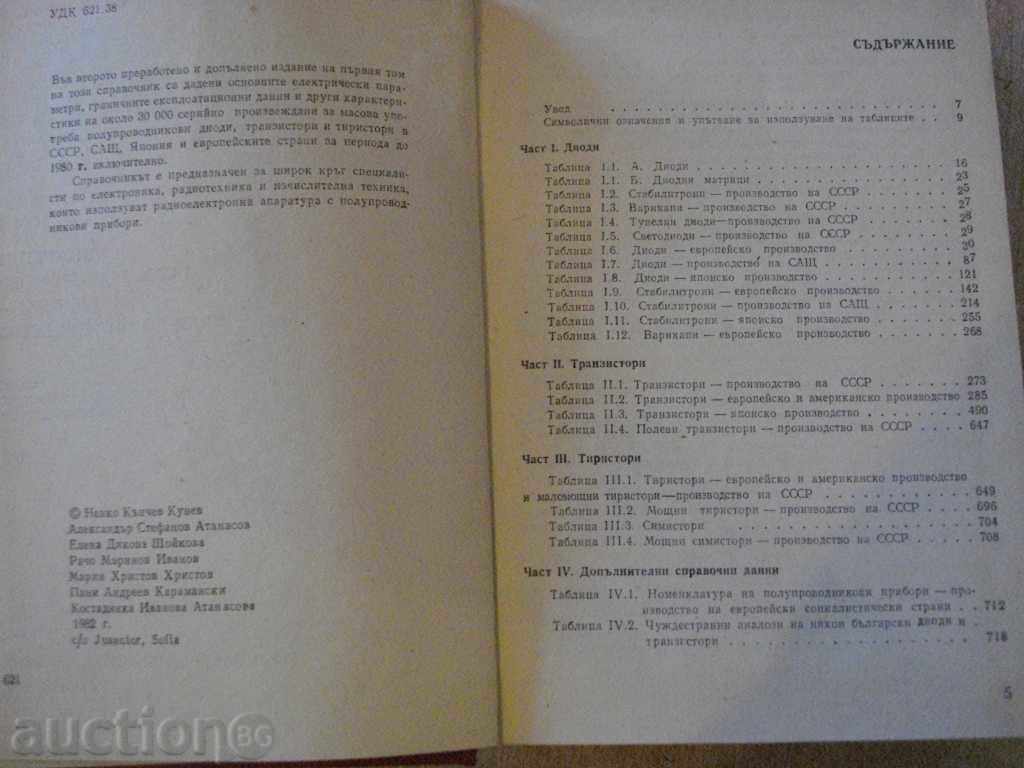 УДК 621.38
Във второто преработено и допълнено издание на първия том
на този справочник са дадени основните електрически пара-
метри, граничните експлоатационни данни и други характери-
стики на около 30 000 серийно произвеждани за масова упо-
треба полупроводникови диоди, транзистори и тиристори в
СССР, САЩ, Япония и европейските страни за периода до
1980 г. включително.
Справочникът е предназначен за широк кръг специали-
сти по електроника, радиотехника и изчислителна техника,
които използуват радиоелектронна апаратура с полупровод-
никови прибори.
© Ненко Кънчев Кунев
Александър Стефанов Атанасов
Елена Дякова Шойкова
Рачо Маринов Иванов
Марин Христов Христов
Пани Андреев Карамански
Костадинка Иванова Атанасова
1982 г.
c/o Jusautor, Sofia
621
СЪДЪРЖАНИЕ
Увод . . . . . . . . . . . . . . . . . . . . 7
Символични означения и упътване за използуване на таблиците . . 9
Част I. Диоди
Таблица I.1. А. Диоди . . . . . . . . . . . . . 16
Таблица I.1. Б. Диодни матрици . . . . . . . . . . 23
Таблица I.2. Стабилитрони — производство на СССР . . . . . 25
Таблица I.3. Варикапи — производство на СССР . . . . . . 27
Таблица I.4. Тунелни диоди — производство на СССР . . . . . 28
Таблица I.5. Светодиоди — производство на СССР . . . . . . 29
Таблица I.6. Диоди — европейско производство . . . . . . 30
Таблица I.7. Диоди — производство на САЩ . . . . . . . 87
Таблица I.8. Диоди — японско производство . . . . . . . 121
Таблица I.9. Стабилитрони — европейско производство . . . . 142
Таблица I.10. Стабилитрони — производство на САЩ . . . . . 214
Таблица I.11. Стабилитрони — японско производство . . . . . 255
Таблица I.12. Варикапи — европейско производство . . . . . 268
Част II. Транзистори
Таблица II.1. Транзистори — производство на СССР . . . . . 273
Таблица II.2. Транзистори — европейско и американско производство 285
Таблица II.3. Транзистори — японско производство . . . . . 490
Таблица II.4. Полеви транзистори — производство на СССР . . . 647
Част III. Тиристори
Таблица III.1. Тиристори — европейско и американско производство
и маломощни тиристори — производство на СССР . . . . . . 649
Таблица III.2. Мощни тиристори — производство на СССР . . . 696
Таблица III.3. Симистори . . . . . . . . . . . 704
Таблица III.4. Мощни симистори — производство на СССР . . . 708
Част IV. Допълнителни справочни данни
Таблица IV.1. Номенклатура на полупроводникови прибори — про-
изводство на европейски социалистически страни . . 712
Таблица IV.2. Чуждестранни аналози на някои български диоди и
транзистори . . . . . . . . . . . . . . 718
5
auction BG